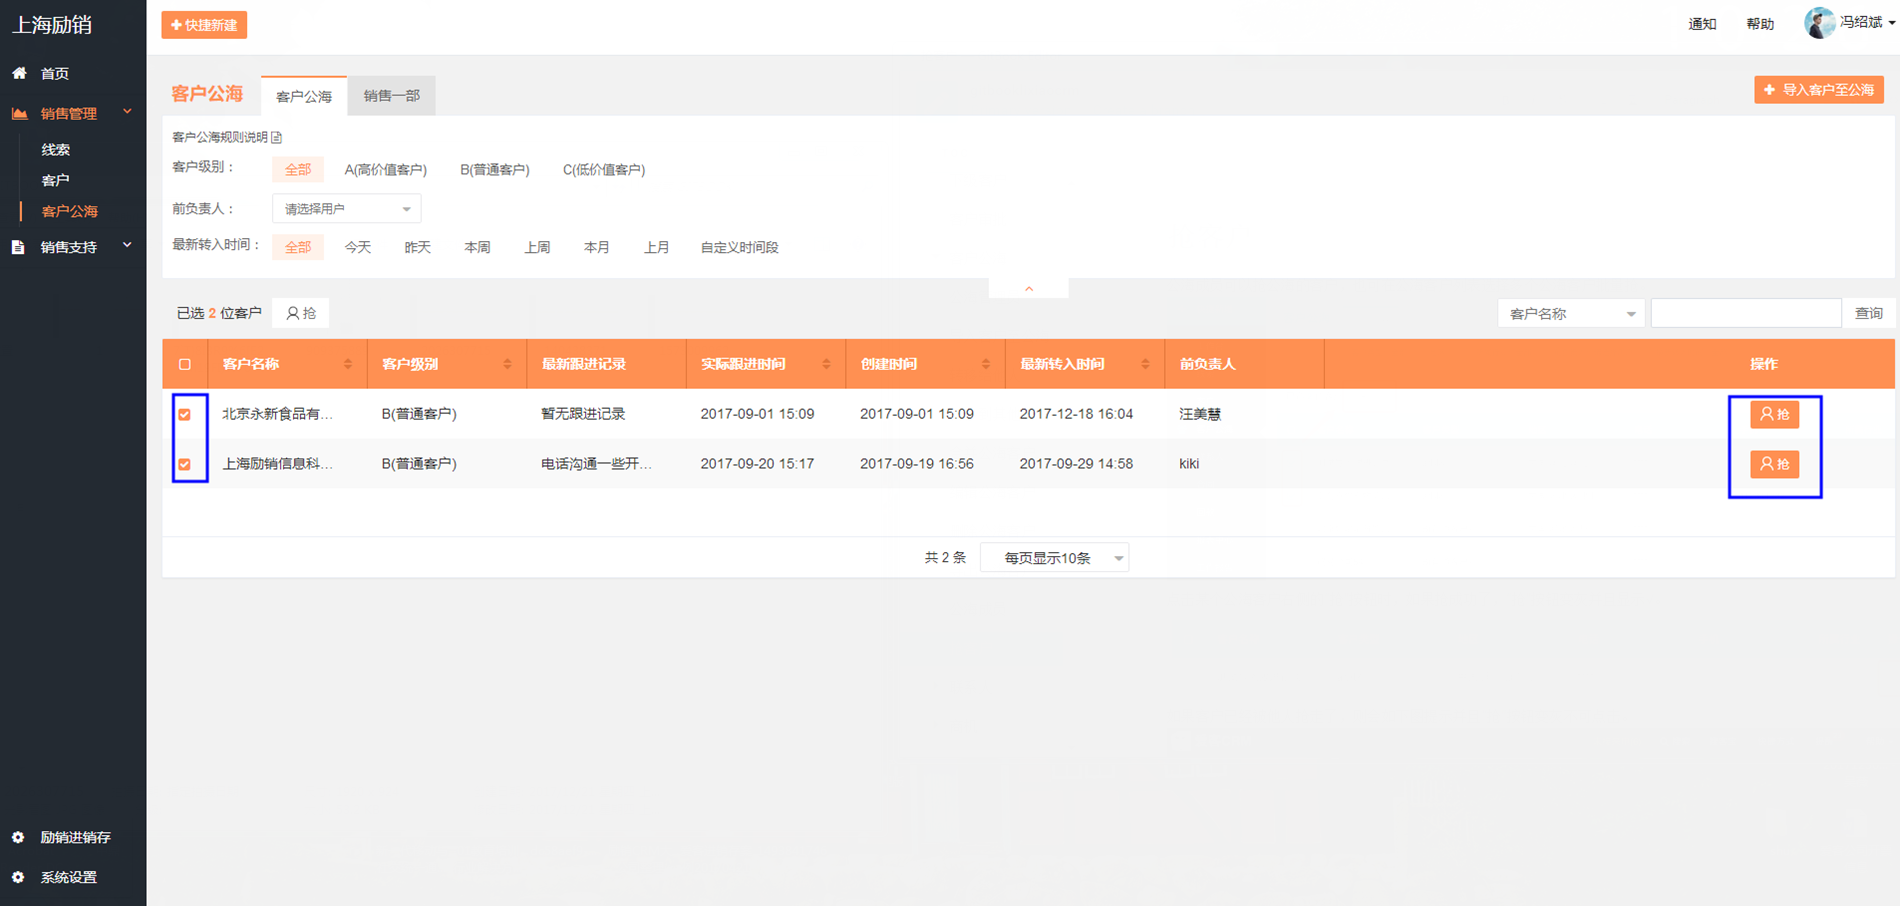 上海励销
快捷新建
通知 帮助 冯绍斌
首页
销售管理
线索
客户
客户公海
销售支持
励销进销存
系统设置
客户公海 客户公海 销售一部
导入客户至公海
客户公海规则说明
客户级别： 全部 A(高价值客户) B(普通客户) C(低价值客户)
前负责人： 请选择用户
最新转入时间： 全部 今天 昨天 本周 上周 本月 上月 自定义时间段
已选 2 位客户 抢 客户名称 查询
客户名称 客户级别 最新跟进记录 实际跟进时间 创建时间 最新转入时间 前负责人 操作
北京永新食品有... B(普通客户) 暂无跟进记录 2017-09-01 15:09 2017-09-01 15:09 2017-12-18 16:04 汪美慧 抢
上海励销信息科... B(普通客户) 电话沟通一些开... 2017-09-20 15:17 2017-09-19 16:56 2017-09-29 14:58 kiki 抢
共 2 条 每页显示10条